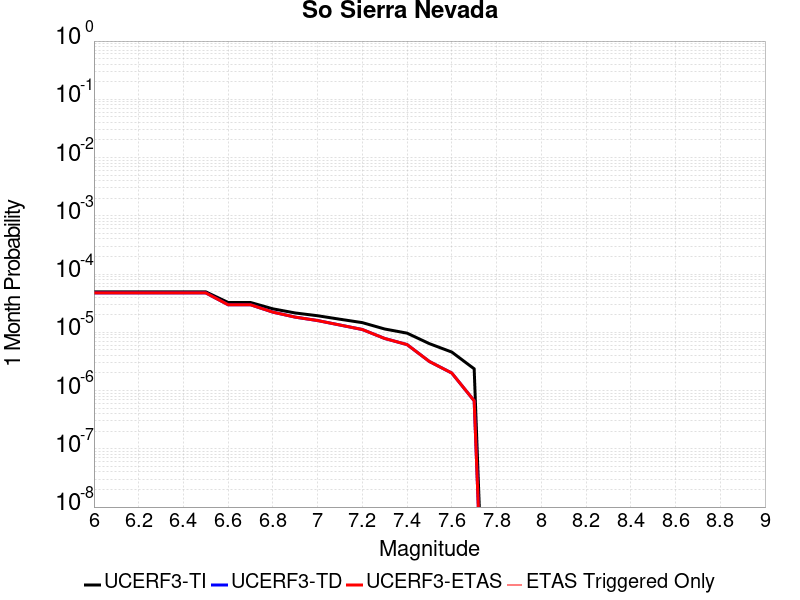 So Sierra Nevada
10^0
10^-1
10^-2
10^-3
10^-4
10^-5
10^-6
10^-7
10^-8
1 Month Probability
6 6.2 6.4 6.6 6.8 7 7.2 7.4 7.6 7.8 8 8.2 8.4 8.6 8.8 9
Magnitude
UCERF3-TI UCERF3-TD UCERF3-ETAS ETAS Triggered Only